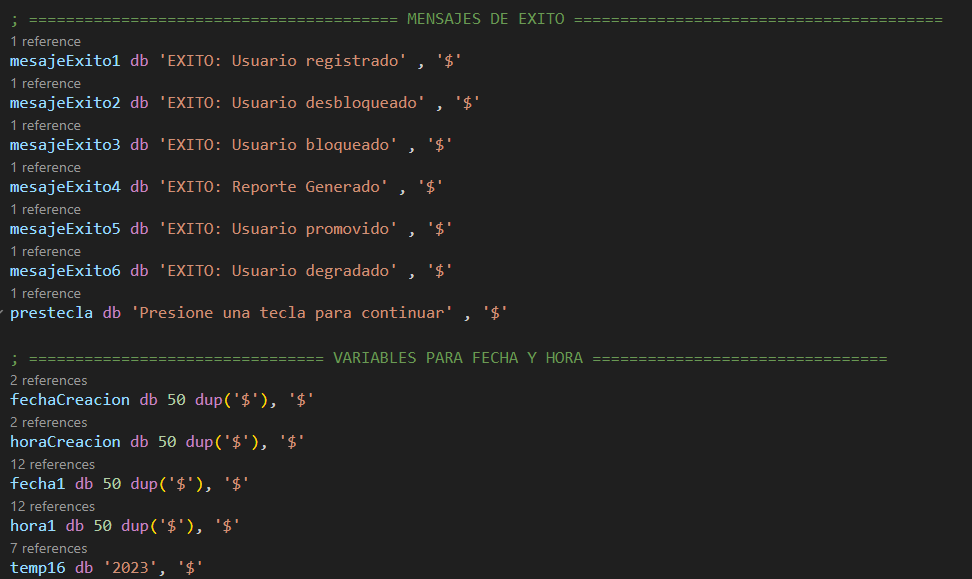 ; ======================================== MENSAJES DE EXITO ========================================
1 reference
mesajeExito1 db 'EXITO: Usuario registrado' , '$'
1 reference
mesajeExito2 db 'EXITO: Usuario desbloqueado' , '$'
1 reference
mesajeExito3 db 'EXITO: Usuario bloqueado' , '$'
1 reference
mesajeExito4 db 'EXITO: Reporte Generado' , '$'
1 reference
mesajeExito5 db 'EXITO: Usuario promovido' , '$'
1 reference
mesajeExito6 db 'EXITO: Usuario degradado' , '$'
1 reference
prestecla db 'Presione una tecla para continuar' , '$'
; ================================ VARIABLES PARA FECHA Y HORA ================================
2 references
fechaCreacion db 50 dup('$'), '$'
2 references
horaCreacion db 50 dup('$'), '$'
12 references
fecha1 db 50 dup('$'), '$'
12 references
hora1 db 50 dup('$'), '$'
7 references
temp16 db '2023', '$'